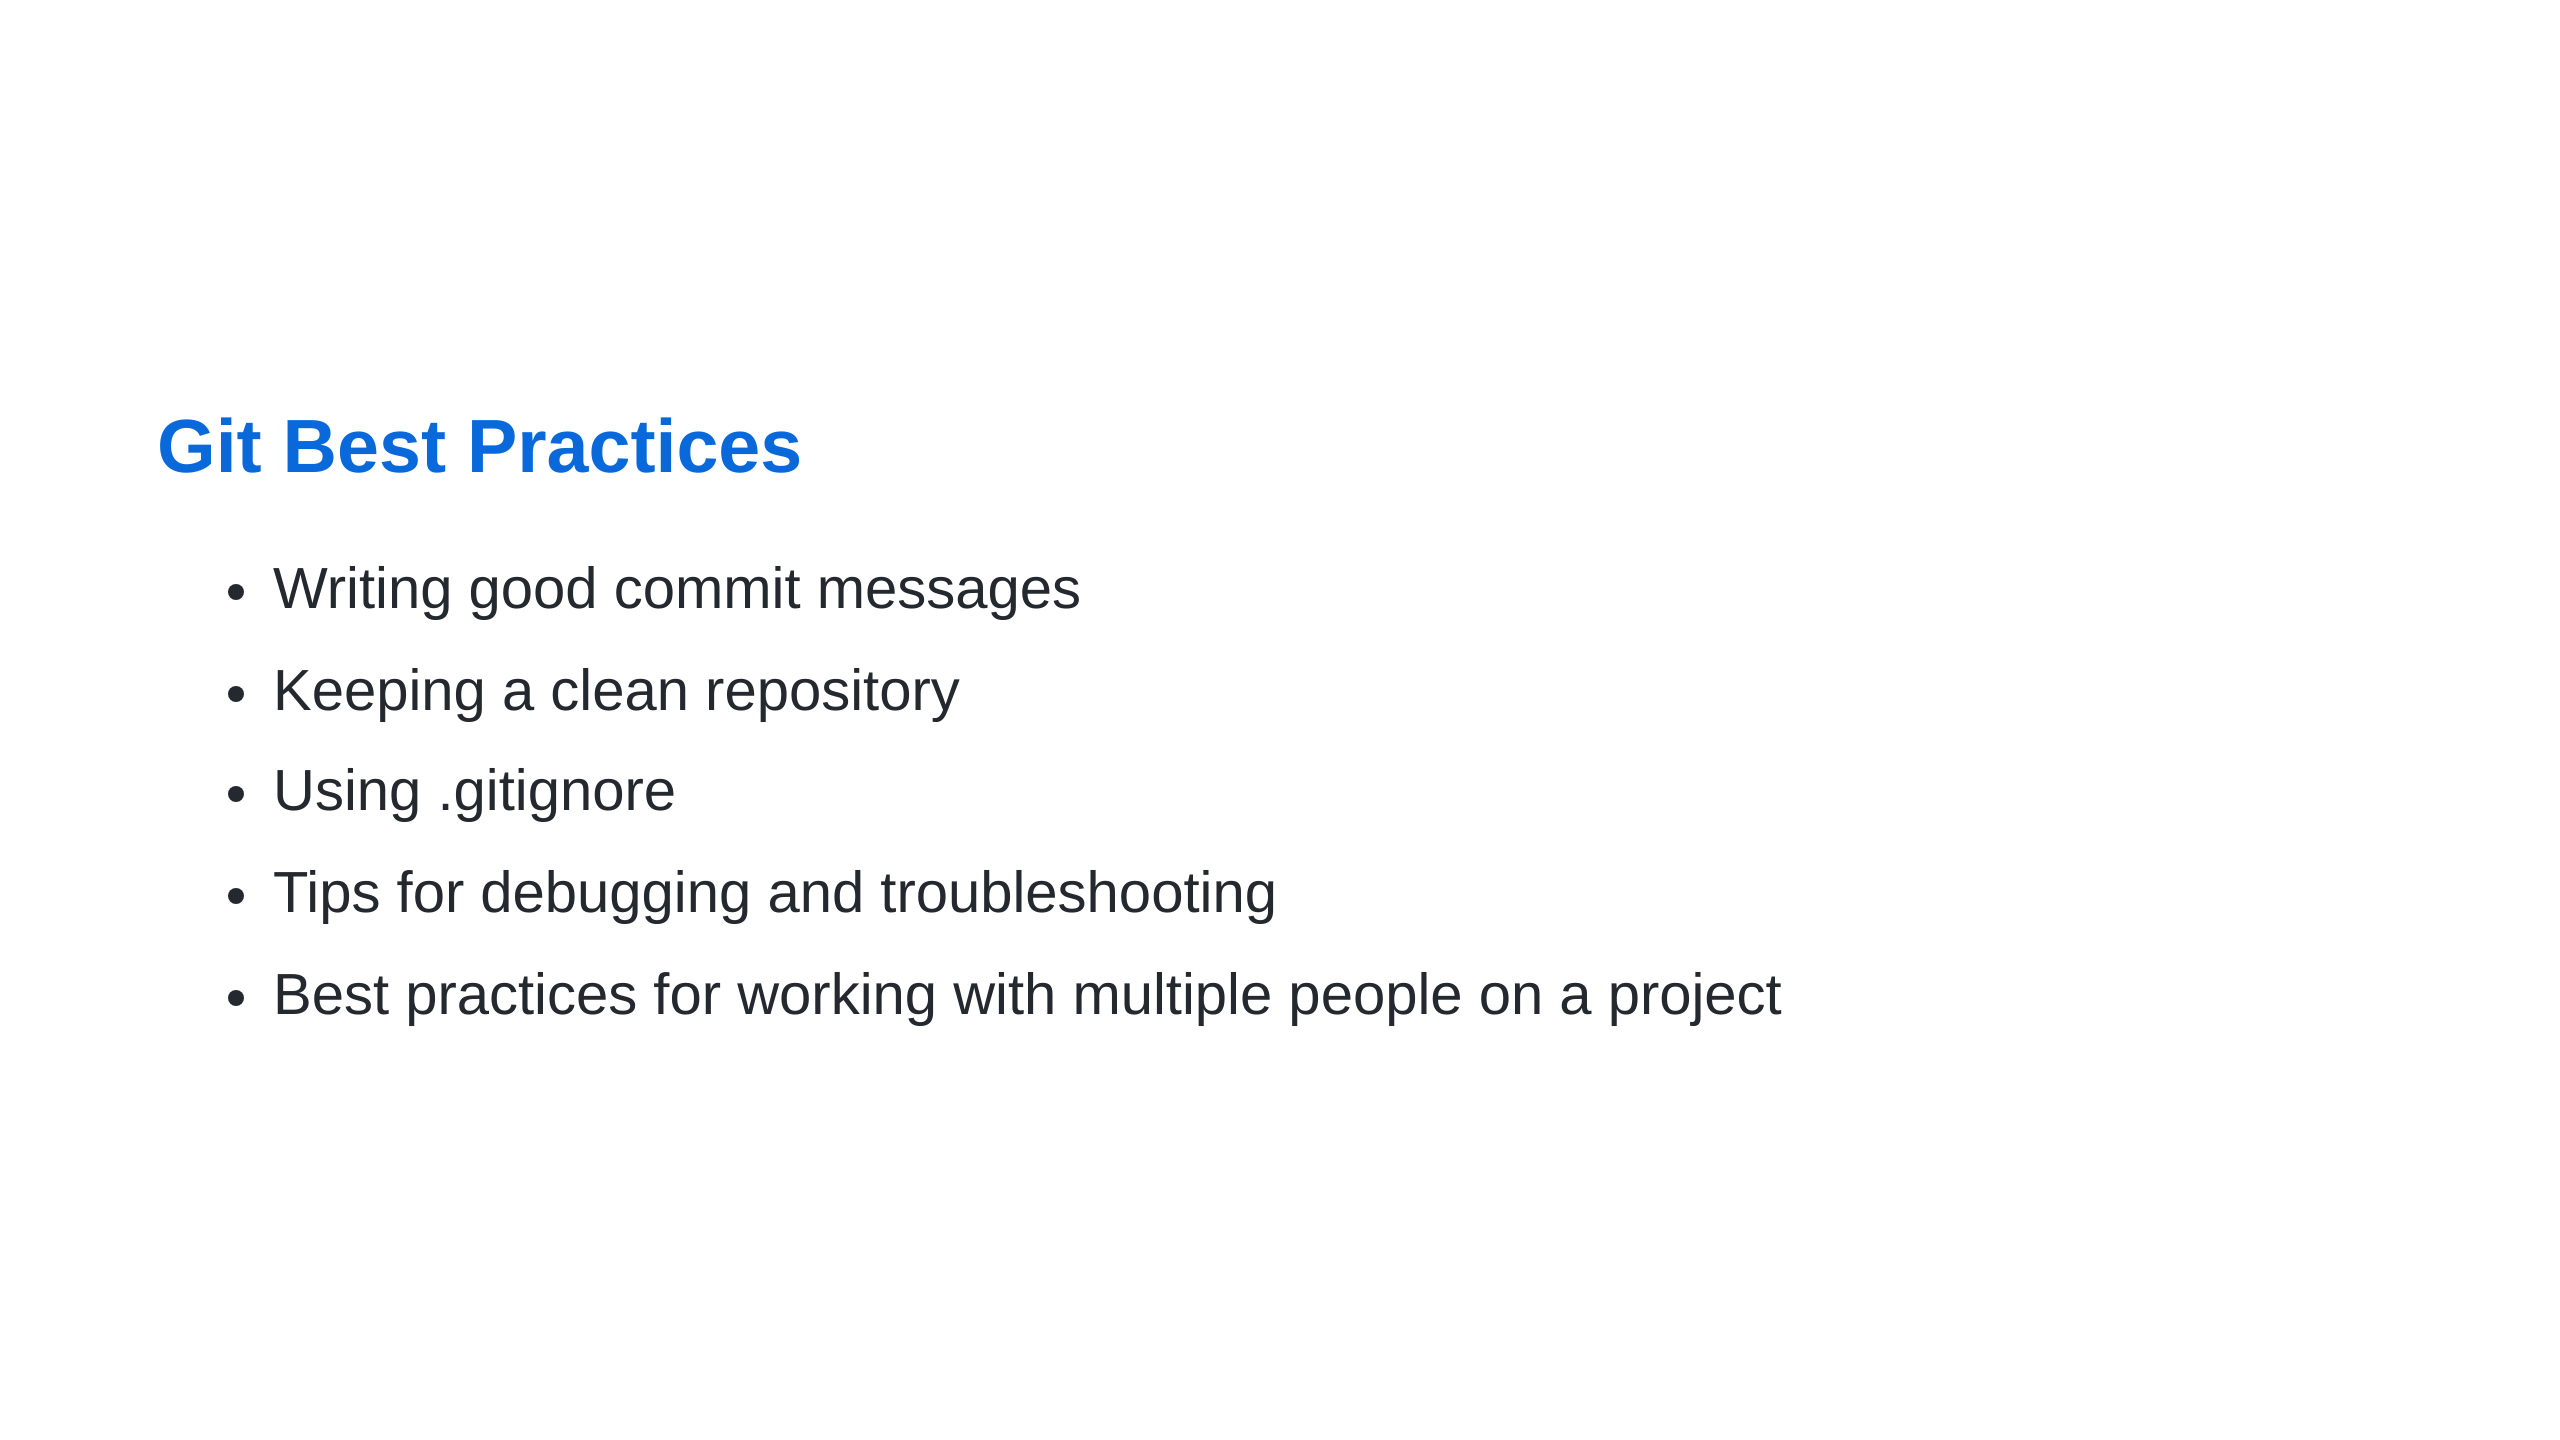 Git Best Practices
• Writing good commit messages
• Keeping a clean repository
• Using .gitignore
• Tips for debugging and troubleshooting
• Best practices for working with multiple people on a project